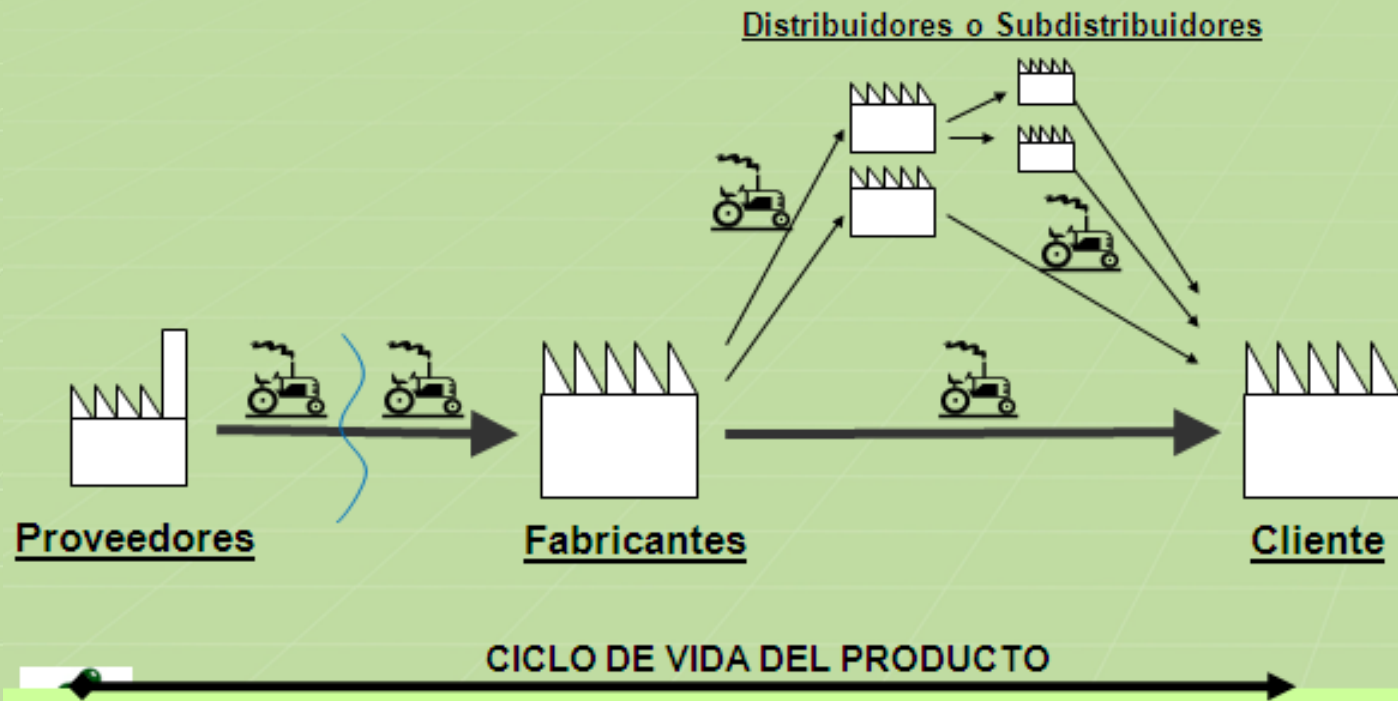 Distribuidores o Subdistribuidores
Proveedores
Fabricantes
Cliente
CICLO DE VIDA DEL PRODUCTO